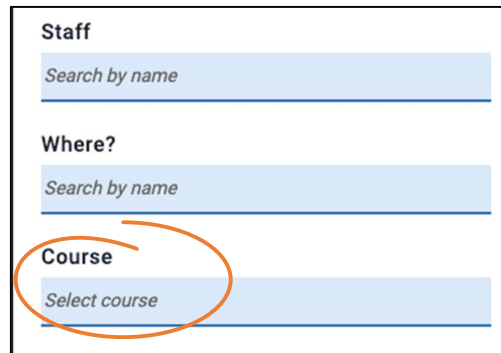 Staff
Search by name
Where?
Search by name
Course
Select course